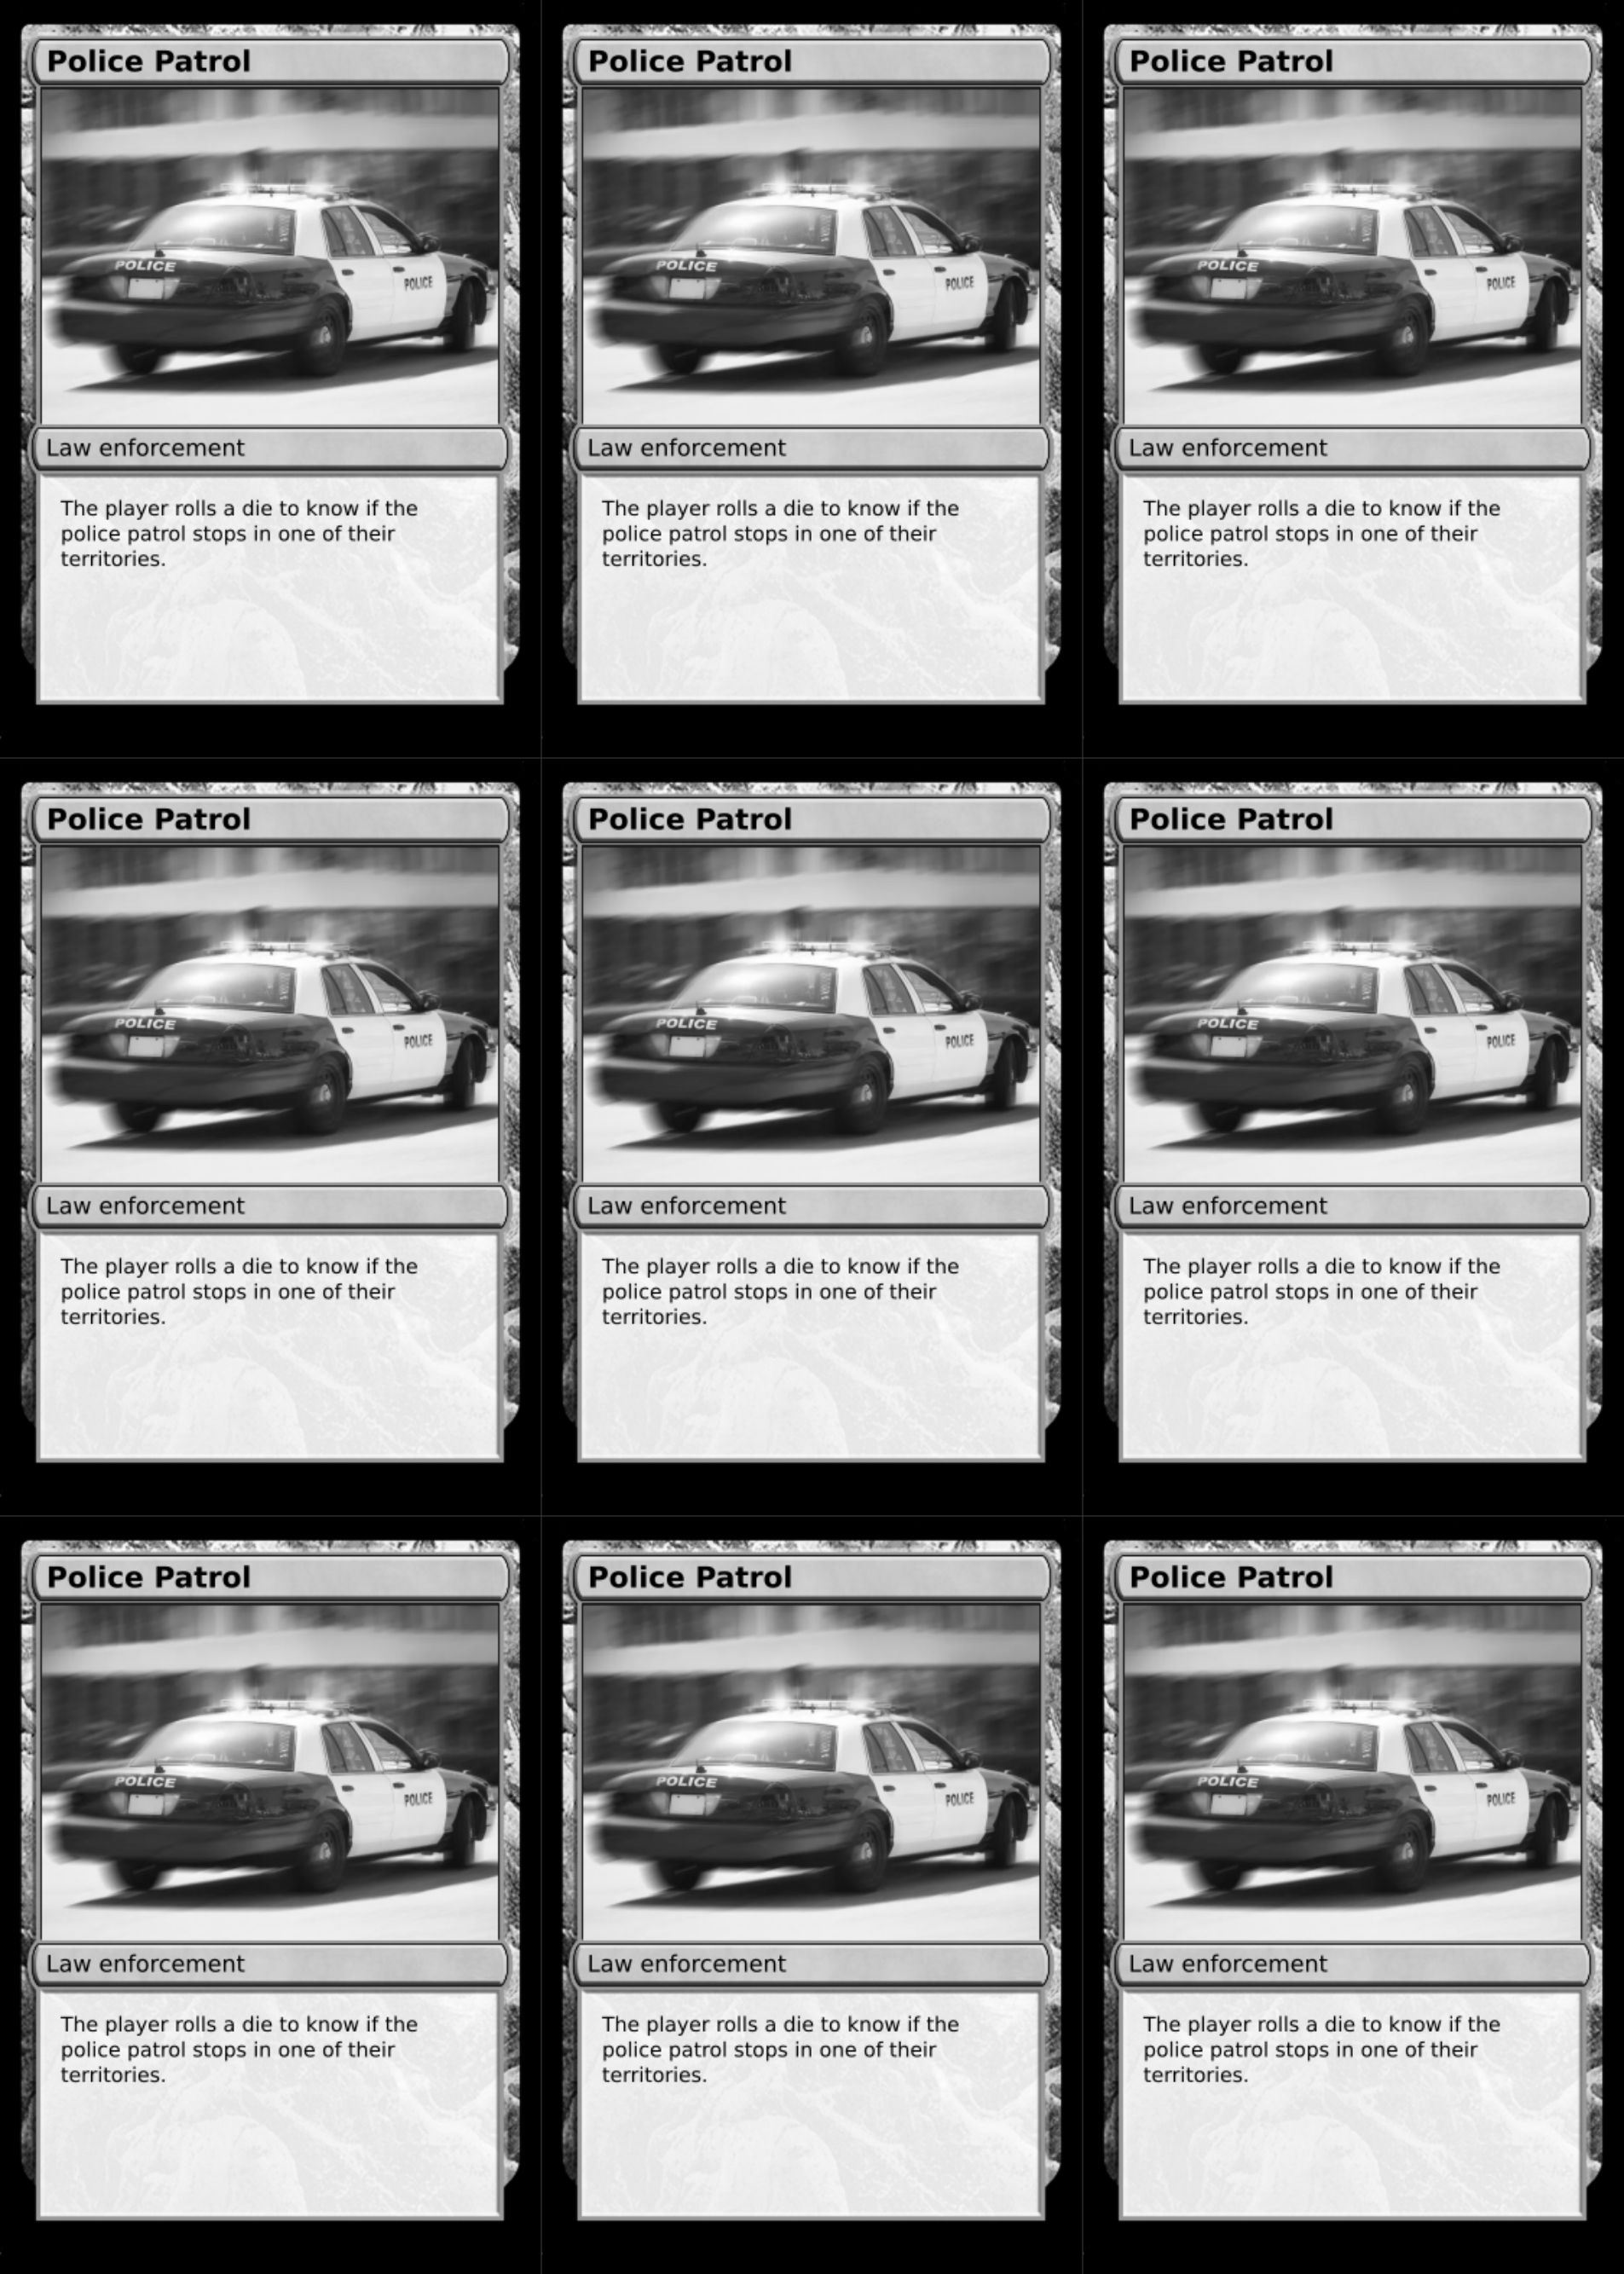 Police Patrol
POLICE
POLICE
Law enforcement
The player rolls a die to know if the
police patrol stops in one of their
territories.
Police Patrol
POLICE
POLICE
Law enforcement
The player rolls a die to know if the
police patrol stops in one of their
territories.
Police Patrol
POLICE
POLICE
Law enforcement
The player rolls a die to know if the
police patrol stops in one of their
territories.
Police Patrol
POLICE
POLICE
Law enforcement
The player rolls a die to know if the
police patrol stops in one of their
territories.
Police Patrol
POLICE
POLICE
Law enforcement
The player rolls a die to know if the
police patrol stops in one of their
territories.
Police Patrol
POLICE
POLICE
Law enforcement
The player rolls a die to know if the
police patrol stops in one of their
territories.
Police Patrol
POLICE
POLICE
Law enforcement
The player rolls a die to know if the
police patrol stops in one of their
territories.
Police Patrol
POLICE
POLICE
Law enforcement
The player rolls a die to know if the
police patrol stops in one of their
territories.
Police Patrol
POLICE
POLICE
Law enforcement
The player rolls a die to know if the
police patrol stops in one of their
territories.